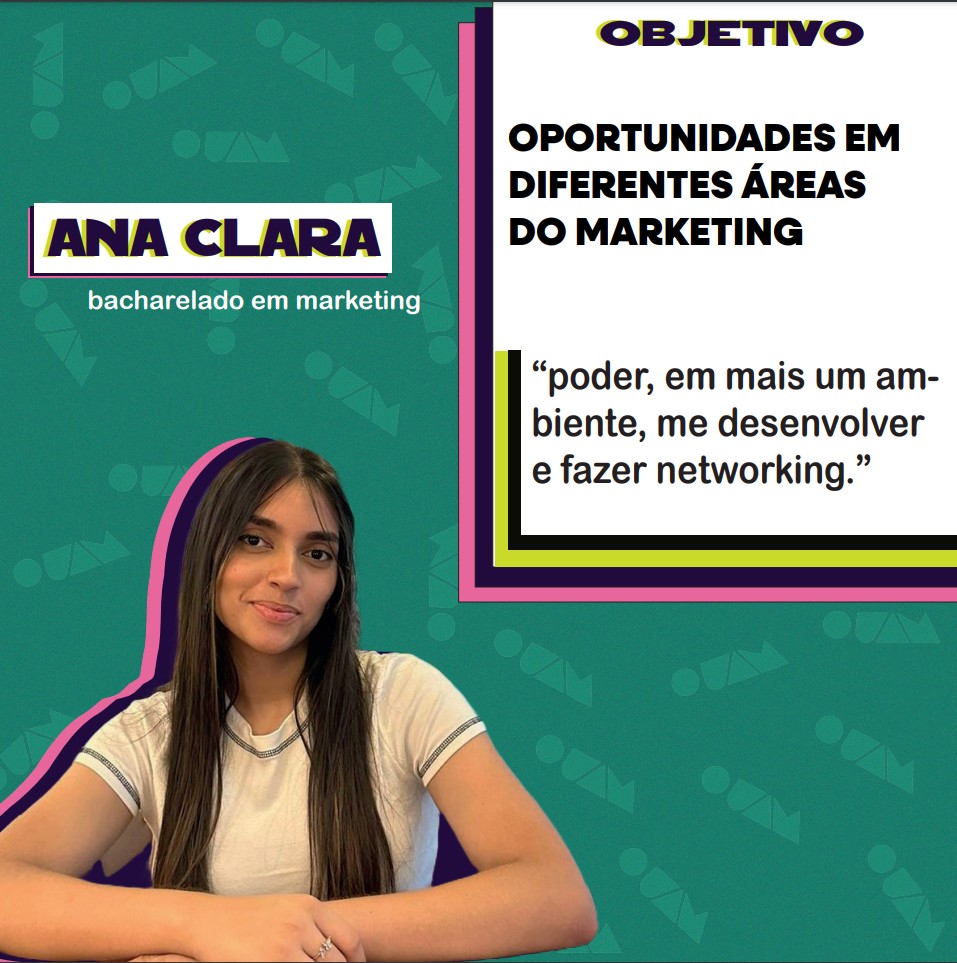 OBJETIVO
OPORTUNIDADES EM
DIFERENTES ÁREAS
DO MARKETING
ANA CLARA
bacharelado em marketing
“poder, em mais um am-
biente, me desenvolver
e fazer networking.”